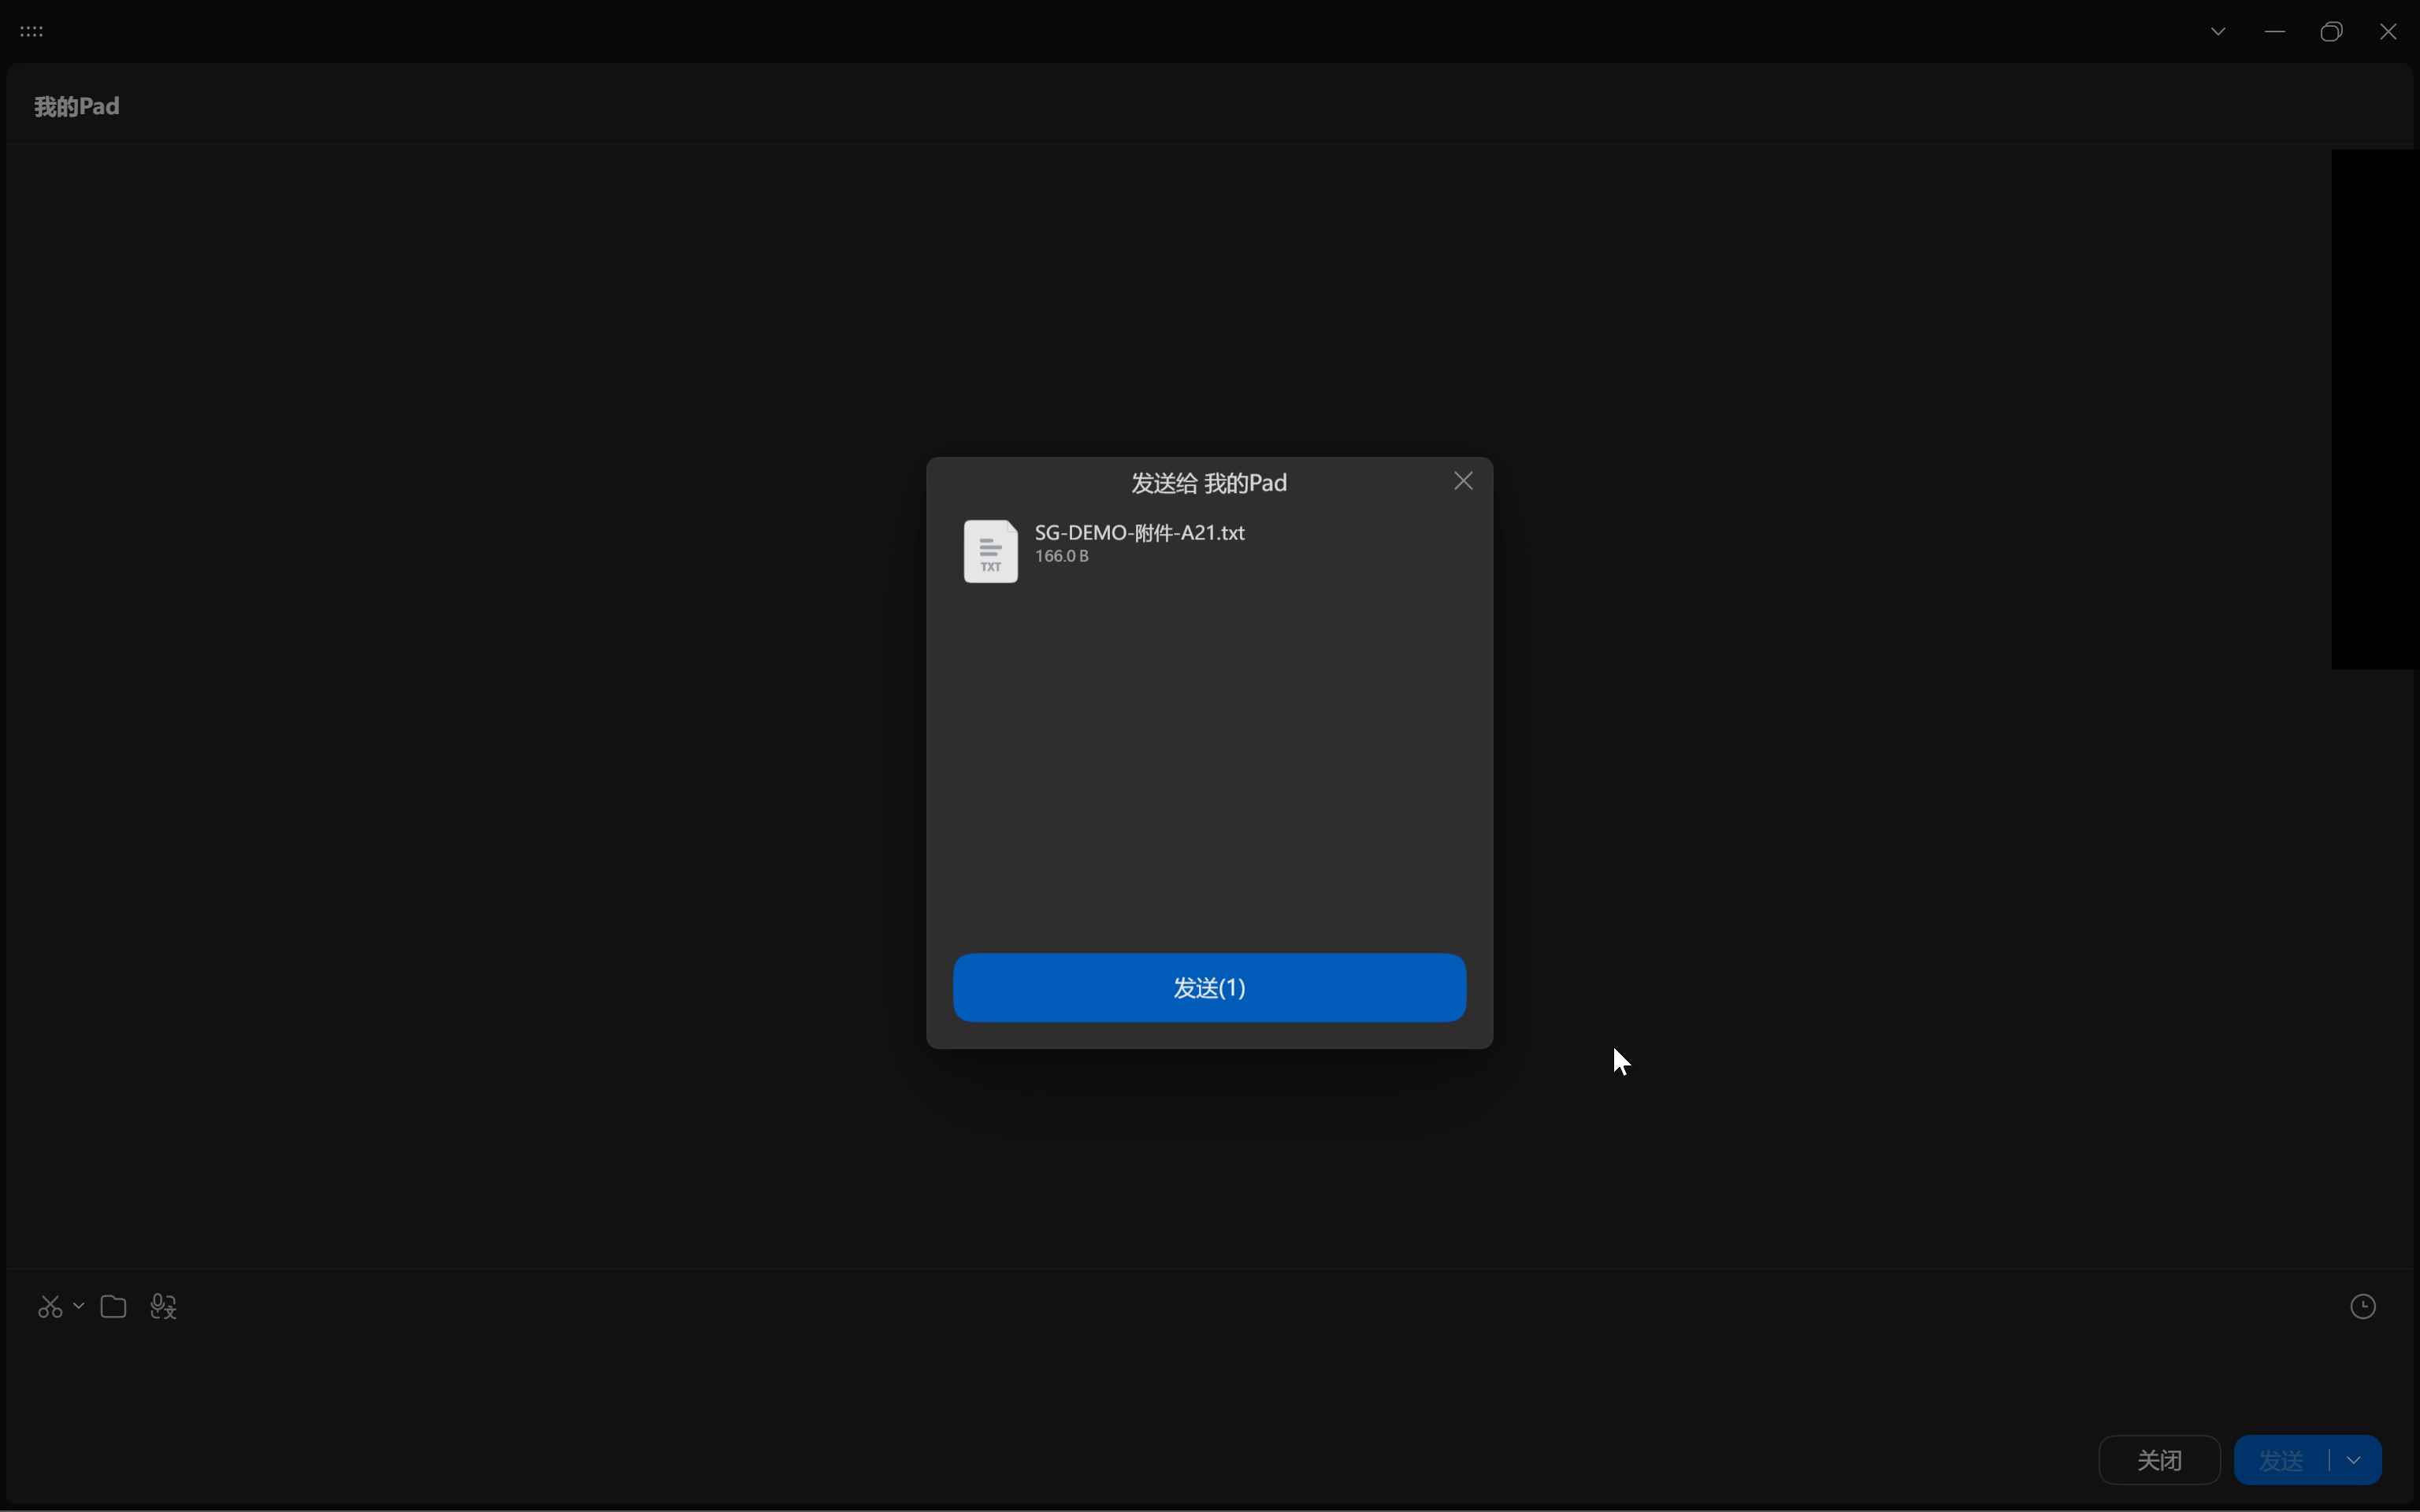 我的Pad
发送给 我的Pad
SG-DEMO-附件-A21.txt
166.0 B
TXT
发送(1)
关闭
发送